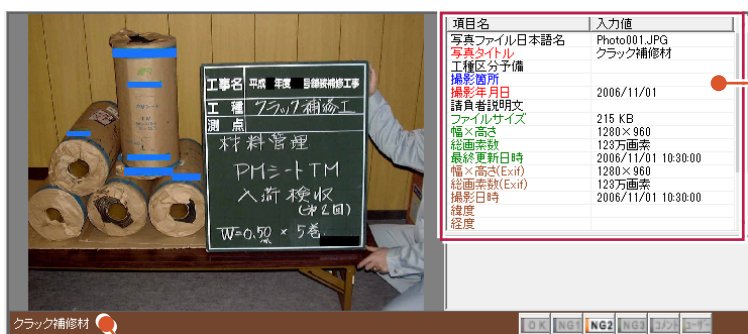 工事名 平成 年度 号舗装補修工事
工種 クラック補修工
測点
材料管理
PMシートTM
入荷検収
(第2回)
W=0.50 × 5巻
クラック補修材
項目名 入力値
写真ファイル日本語名 Photo001.JPG
写真タイトル クラック補修材
工種区分予備
撮影箇所
撮影年月日 2006/11/01
請負者説明文
ファイルサイズ 215 KB
幅×高さ 1280×960
総画素数 123万画素
最終更新日時 2006/11/01 10:30:00
幅×高さ(Exif) 1280×960
総画素数(Exif) 123万画素
撮影日時 2006/11/01 10:30:00
緯度
経度
OK NG1 NG2 NG3 コメント ユーザー